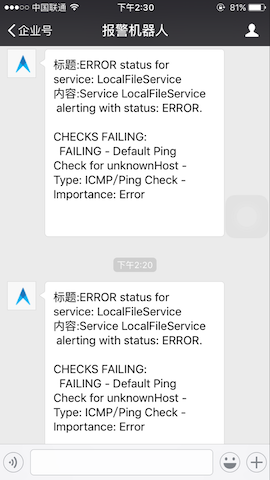 中国联通 下午2:30 81%
企业号 报警机器人
标题:ERROR status for
service: LocalFileService
内容:Service LocalFileService
alerting with status: ERROR.
CHECKS FAILING:
FAILING - Default Ping
Check for unknownHost -
Type: ICMP/Ping Check -
Importance: Error
下午2:20
标题:ERROR status for
service: LocalFileService
内容:Service LocalFileService
alerting with status: ERROR.
CHECKS FAILING:
FAILING - Default Ping
Check for unknownHost -
Type: ICMP/Ping Check -
Importance: Error